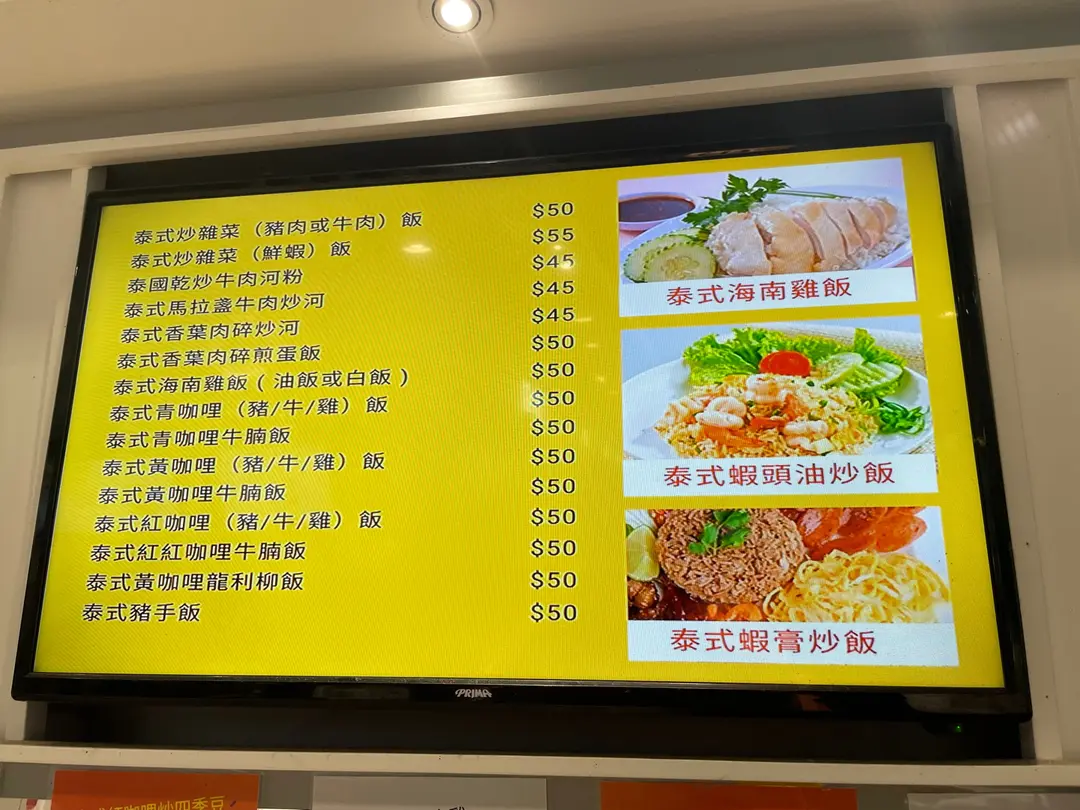 泰式炒雜菜（豬肉或牛肉）飯 $50
泰式炒雜菜（鮮蝦）飯 $55
泰國乾炒牛肉河粉 $45
泰式馬拉盞牛肉炒河 $45
泰式香葉肉碎炒河 $45
泰式香葉肉碎煎蛋飯 $50
泰式海南雞飯 ( 油飯或白飯 ) $50
泰式青咖哩（豬/牛/雞）飯 $50
泰式青咖哩牛腩飯 $50
泰式黃咖哩（豬/牛/雞）飯 $50
泰式黃咖哩牛腩飯 $50
泰式紅咖哩（豬/牛/雞）飯 $50
泰式紅紅咖哩牛腩飯 $50
泰式黃咖哩龍利柳飯 $50
泰式豬手飯 $50
泰式海南雞飯
泰式蝦頭油炒飯
泰式蝦膏炒飯
PRIMA
咖哩炒四季豆